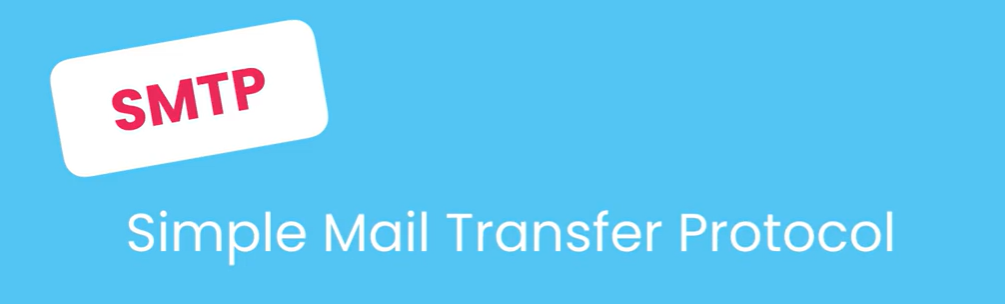 SMTP
Simple Mail Transfer Protocol